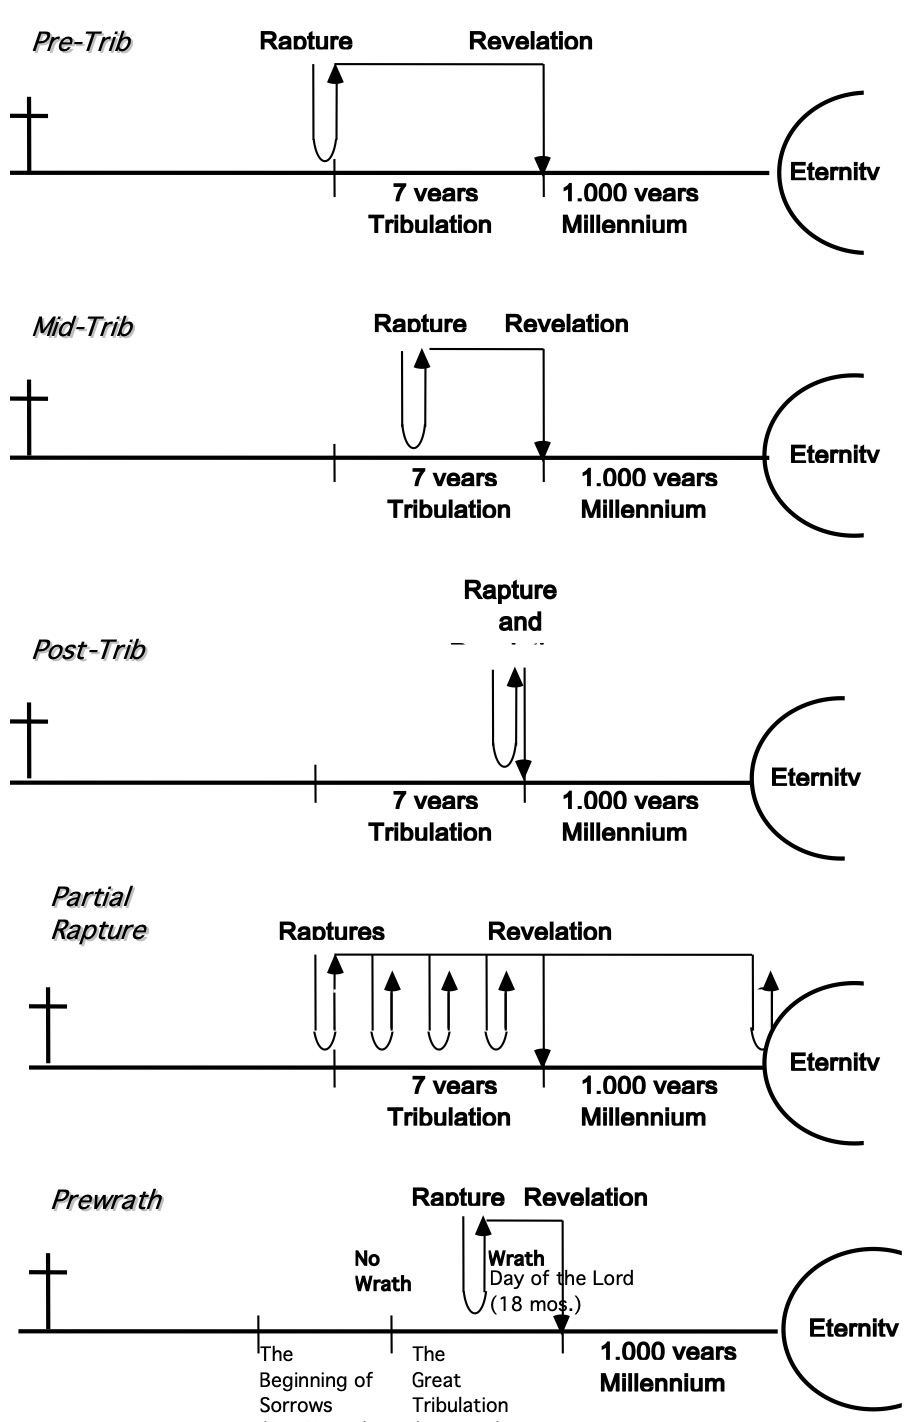 Pre-Trib
Rapture Revelation
Eternity
7 years 1.000 years
Tribulation Millennium
Mid-Trib
Rapture Revelation
Eternity
7 years 1.000 years
Tribulation Millennium
Rapture
and
Post-Trib
Eternity
7 years 1.000 years
Tribulation Millennium
Partial
Rapture
Raptures Revelation
Eternity
7 years 1.000 years
Tribulation Millennium
Prewrath
Rapture Revelation
No
Wrath
Wrath
Day of the Lord
(18 mos.)
Eternity
The
Beginning of
Sorrows
The
Great
Tribulation
1.000 years
Millennium